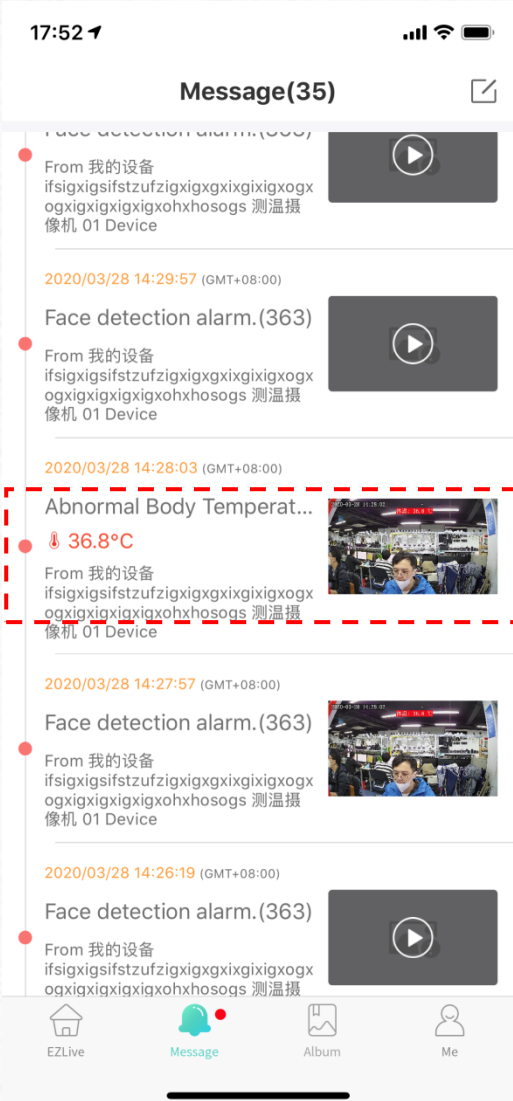 17:52
Message(35)
Face detection alarm.(363)
From 我的设备
ifsigxigsifstzufzigxigxgxixgixigxogx
ogxigxigxigxigxohxhosogs 测温摄
像机 01 Device
2020/03/28 14:29:57 (GMT+08:00)
Face detection alarm.(363)
From 我的设备
ifsigxigsifstzufzigxigxgxixgixigxogx
ogxigxigxigxigxohxhosogs 测温摄
像机 01 Device
2020/03/28 14:28:03 (GMT+08:00)
Abnormal Body Temperat...
36.8°C
From 我的设备
ifsigxigsifstzufzigxigxgxixgixigxogx
ogxigxigxigxigxohxhosogs 测温摄
像机 01 Device
2020/03/28 14:27:57 (GMT+08:00)
Face detection alarm.(363)
From 我的设备
ifsigxigsifstzufzigxigxgxixgixigxogx
ogxigxigxigxigxohxhosogs 测温摄
像机 01 Device
2020/03/28 14:26:19 (GMT+08:00)
Face detection alarm.(363)
From 我的设备
ifsigxigsifstzufzigxigxgxixgixigxogx
ogxigxigxigxigxohxhosogs 测温摄
EZLive
Message
Album
Me